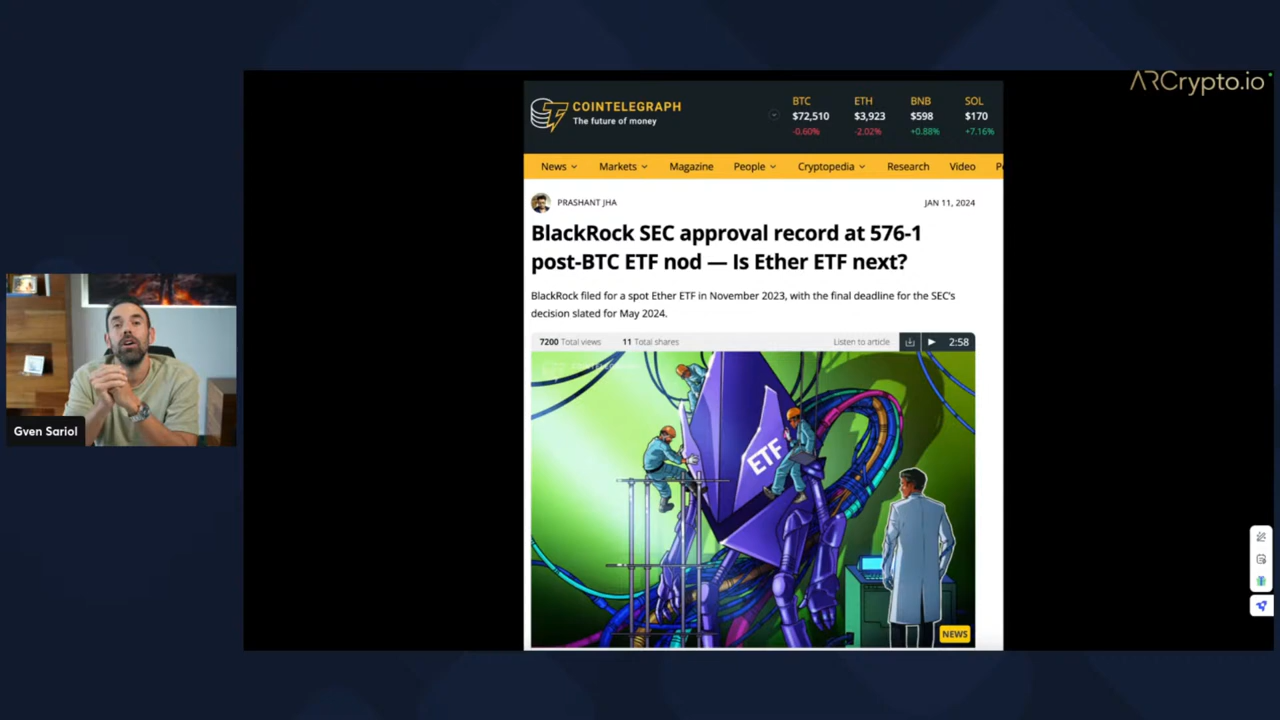 ARCrypto.io
COINTELEGRAPH
The future of money
BTC ETH BNB SOL
$72,510 $3,923 $598 $170
-0.60% -2.02% +0.88% +7.16%
News Markets Magazine People Cryptopedia Research Video
PRASHANT JHA JAN 11, 2024
BlackRock SEC approval record at 576-1
post-BTC ETF nod — Is Ether ETF next?
BlackRock filed for a spot Ether ETF in November 2023, with the final deadline for the SEC's
decision slated for May 2024.
7200 Total views 11 Total shares Listen to article 2:58
ETF
Gven Sariol
NEWS